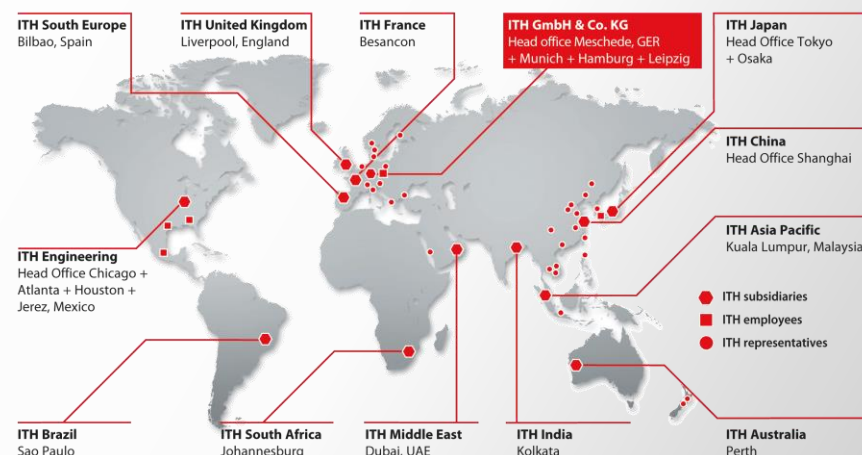 ITH South Europe
Bilbao, Spain
ITH United Kingdom
Liverpool, England
ITH France
Besancon
ITH GmbH & Co. KG
Head office Meschede, GER
+ Munich + Hamburg + Leipzig
ITH Japan
Head Office Tokyo
+ Osaka
ITH China
Head Office Shanghai
ITH Asia Pacific
Kuala Lumpur, Malaysia
ITH Engineering
Head Office Chicago +
Atlanta + Houston +
Jerez, Mexico
ITH subsidiaries
ITH employees
ITH representatives
ITH Brazil
Sao Paulo
ITH South Africa
Johannesburg
ITH Middle East
Dubai, UAE
ITH India
Kolkata
ITH Australia
Perth